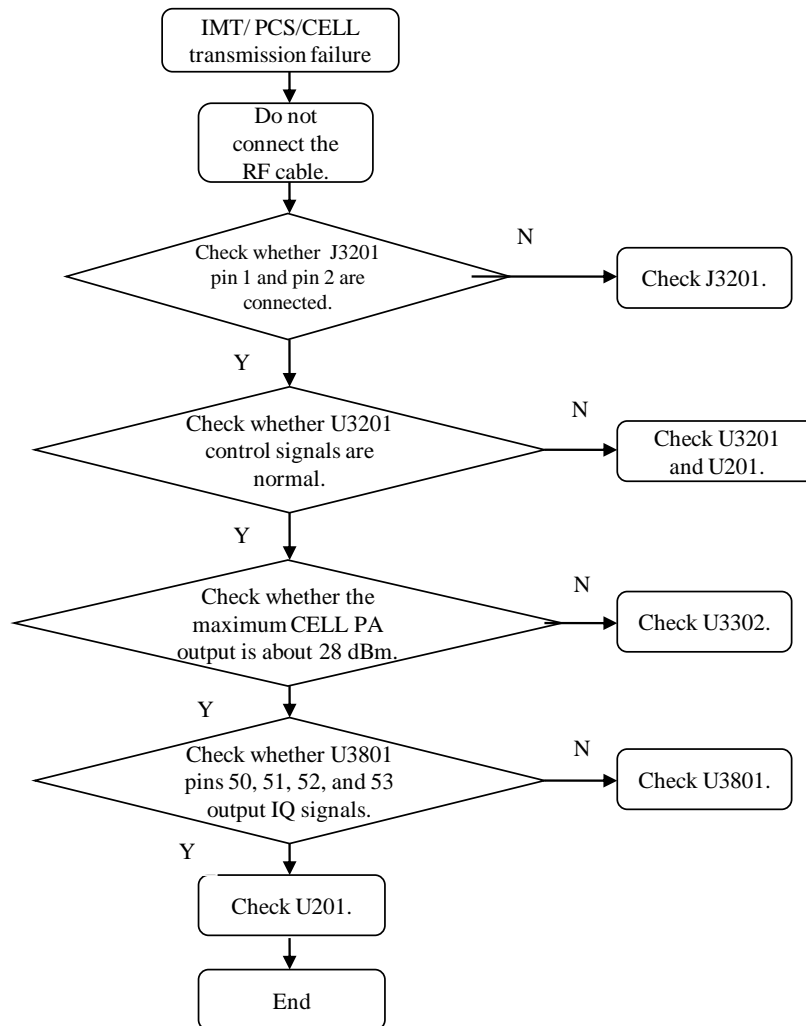 IMT/ PCS/CELL
transmission failure
Do not
connect the
RF cable.
Check whether J3201
pin 1 and pin 2 are
connected.
N
Check J3201.
Y
Check whether U3201
control signals are
normal.
N
Check U3201
and U201.
Y
Check whether the
maximum CELL PA
output is about 28 dBm.
N
Check U3302.
Y
Check whether U3801
pins 50, 51, 52, and 53
output IQ signals.
N
Check U3801.
Y
Check U201.
End